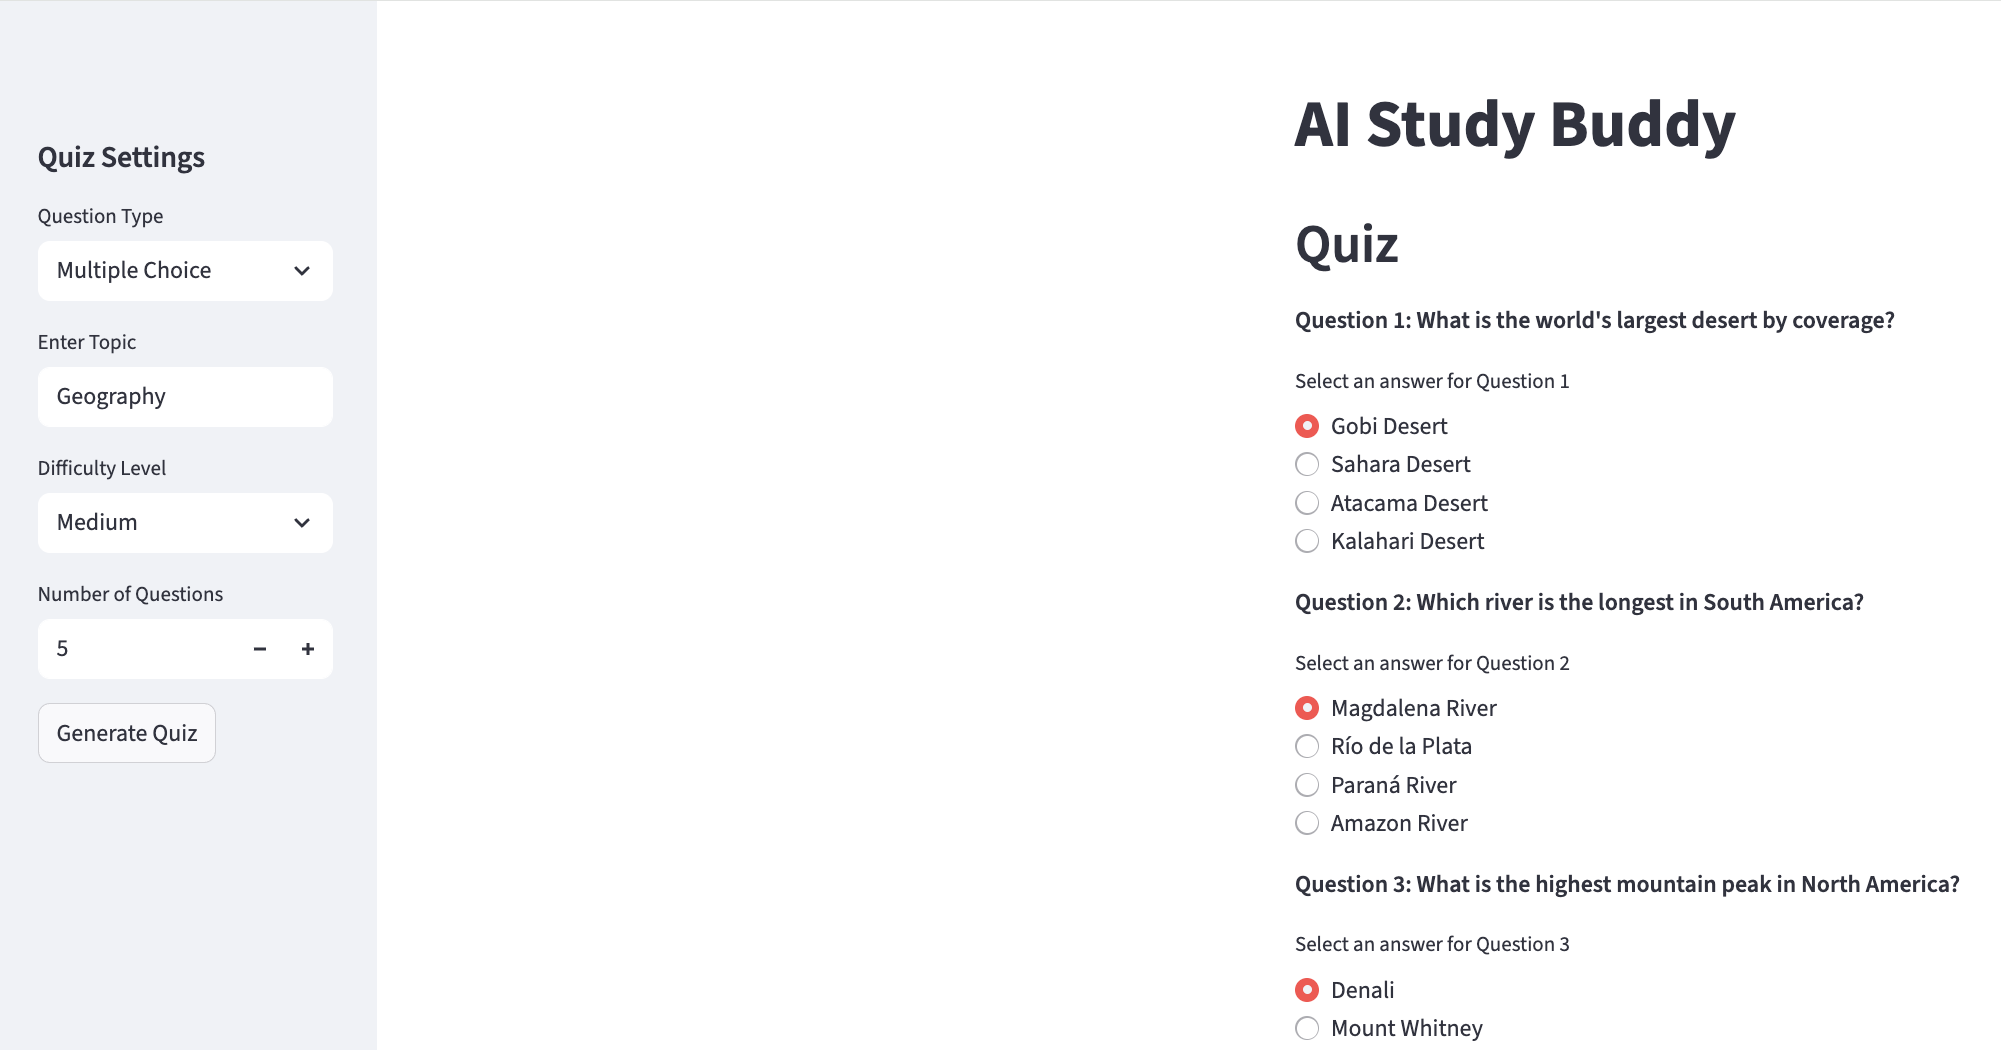 Quiz Settings
Question Type
Multiple Choice
Enter Topic
Geography
Difficulty Level
Medium
Number of Questions
5
Generate Quiz
AI Study Buddy
Quiz
Question 1: What is the world's largest desert by coverage?
Select an answer for Question 1
Gobi Desert
Sahara Desert
Atacama Desert
Kalahari Desert
Question 2: Which river is the longest in South America?
Select an answer for Question 2
Magdalena River
Río de la Plata
Paraná River
Amazon River
Question 3: What is the highest mountain peak in North America?
Select an answer for Question 3
Denali
Mount Whitney